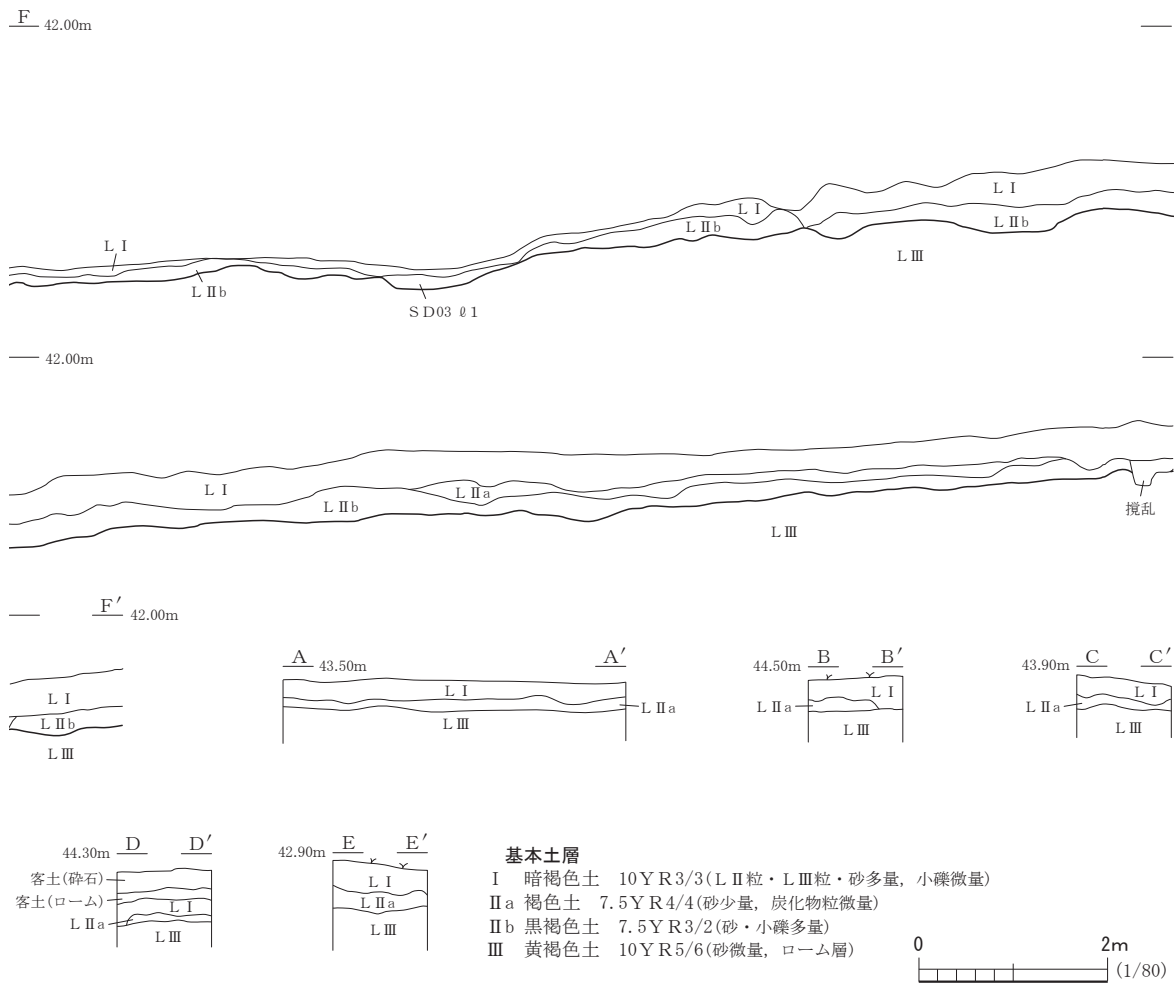 F
42.00m
L Ⅰ
L Ⅰ
L Ⅰ
L Ⅱb
L Ⅱb
L Ⅲ
L Ⅱb
SD03 ℓ1
42.00m
L Ⅰ
L Ⅱa
L Ⅱb
L Ⅲ
撹乱
F′ 42.00m
L Ⅰ
L Ⅱb
L Ⅲ
A 43.50m A′
L Ⅰ
L Ⅱa
L Ⅲ
44.50m B B′
L Ⅰ
L Ⅱa
L Ⅲ
43.90m C C′
L Ⅰ
L Ⅱa
L Ⅲ
44.30m D D′
客土(砕石)
客土(ローム)
L Ⅰ
L Ⅱa
L Ⅲ
42.90m E E′
L Ⅰ
L Ⅱa
L Ⅲ
基本土層
Ⅰ 暗褐色土 10YR3/3(LⅡ粒・LⅢ粒・砂多量，小礫微量)
Ⅱa 褐色土 7.5YR4/4(砂少量，炭化物粒微量)
Ⅱb 黒褐色土 7.5YR3/2(砂・小礫多量)
Ⅲ 黄褐色土 10YR5/6(砂微量，ローム層)
0 2m
(1/80)